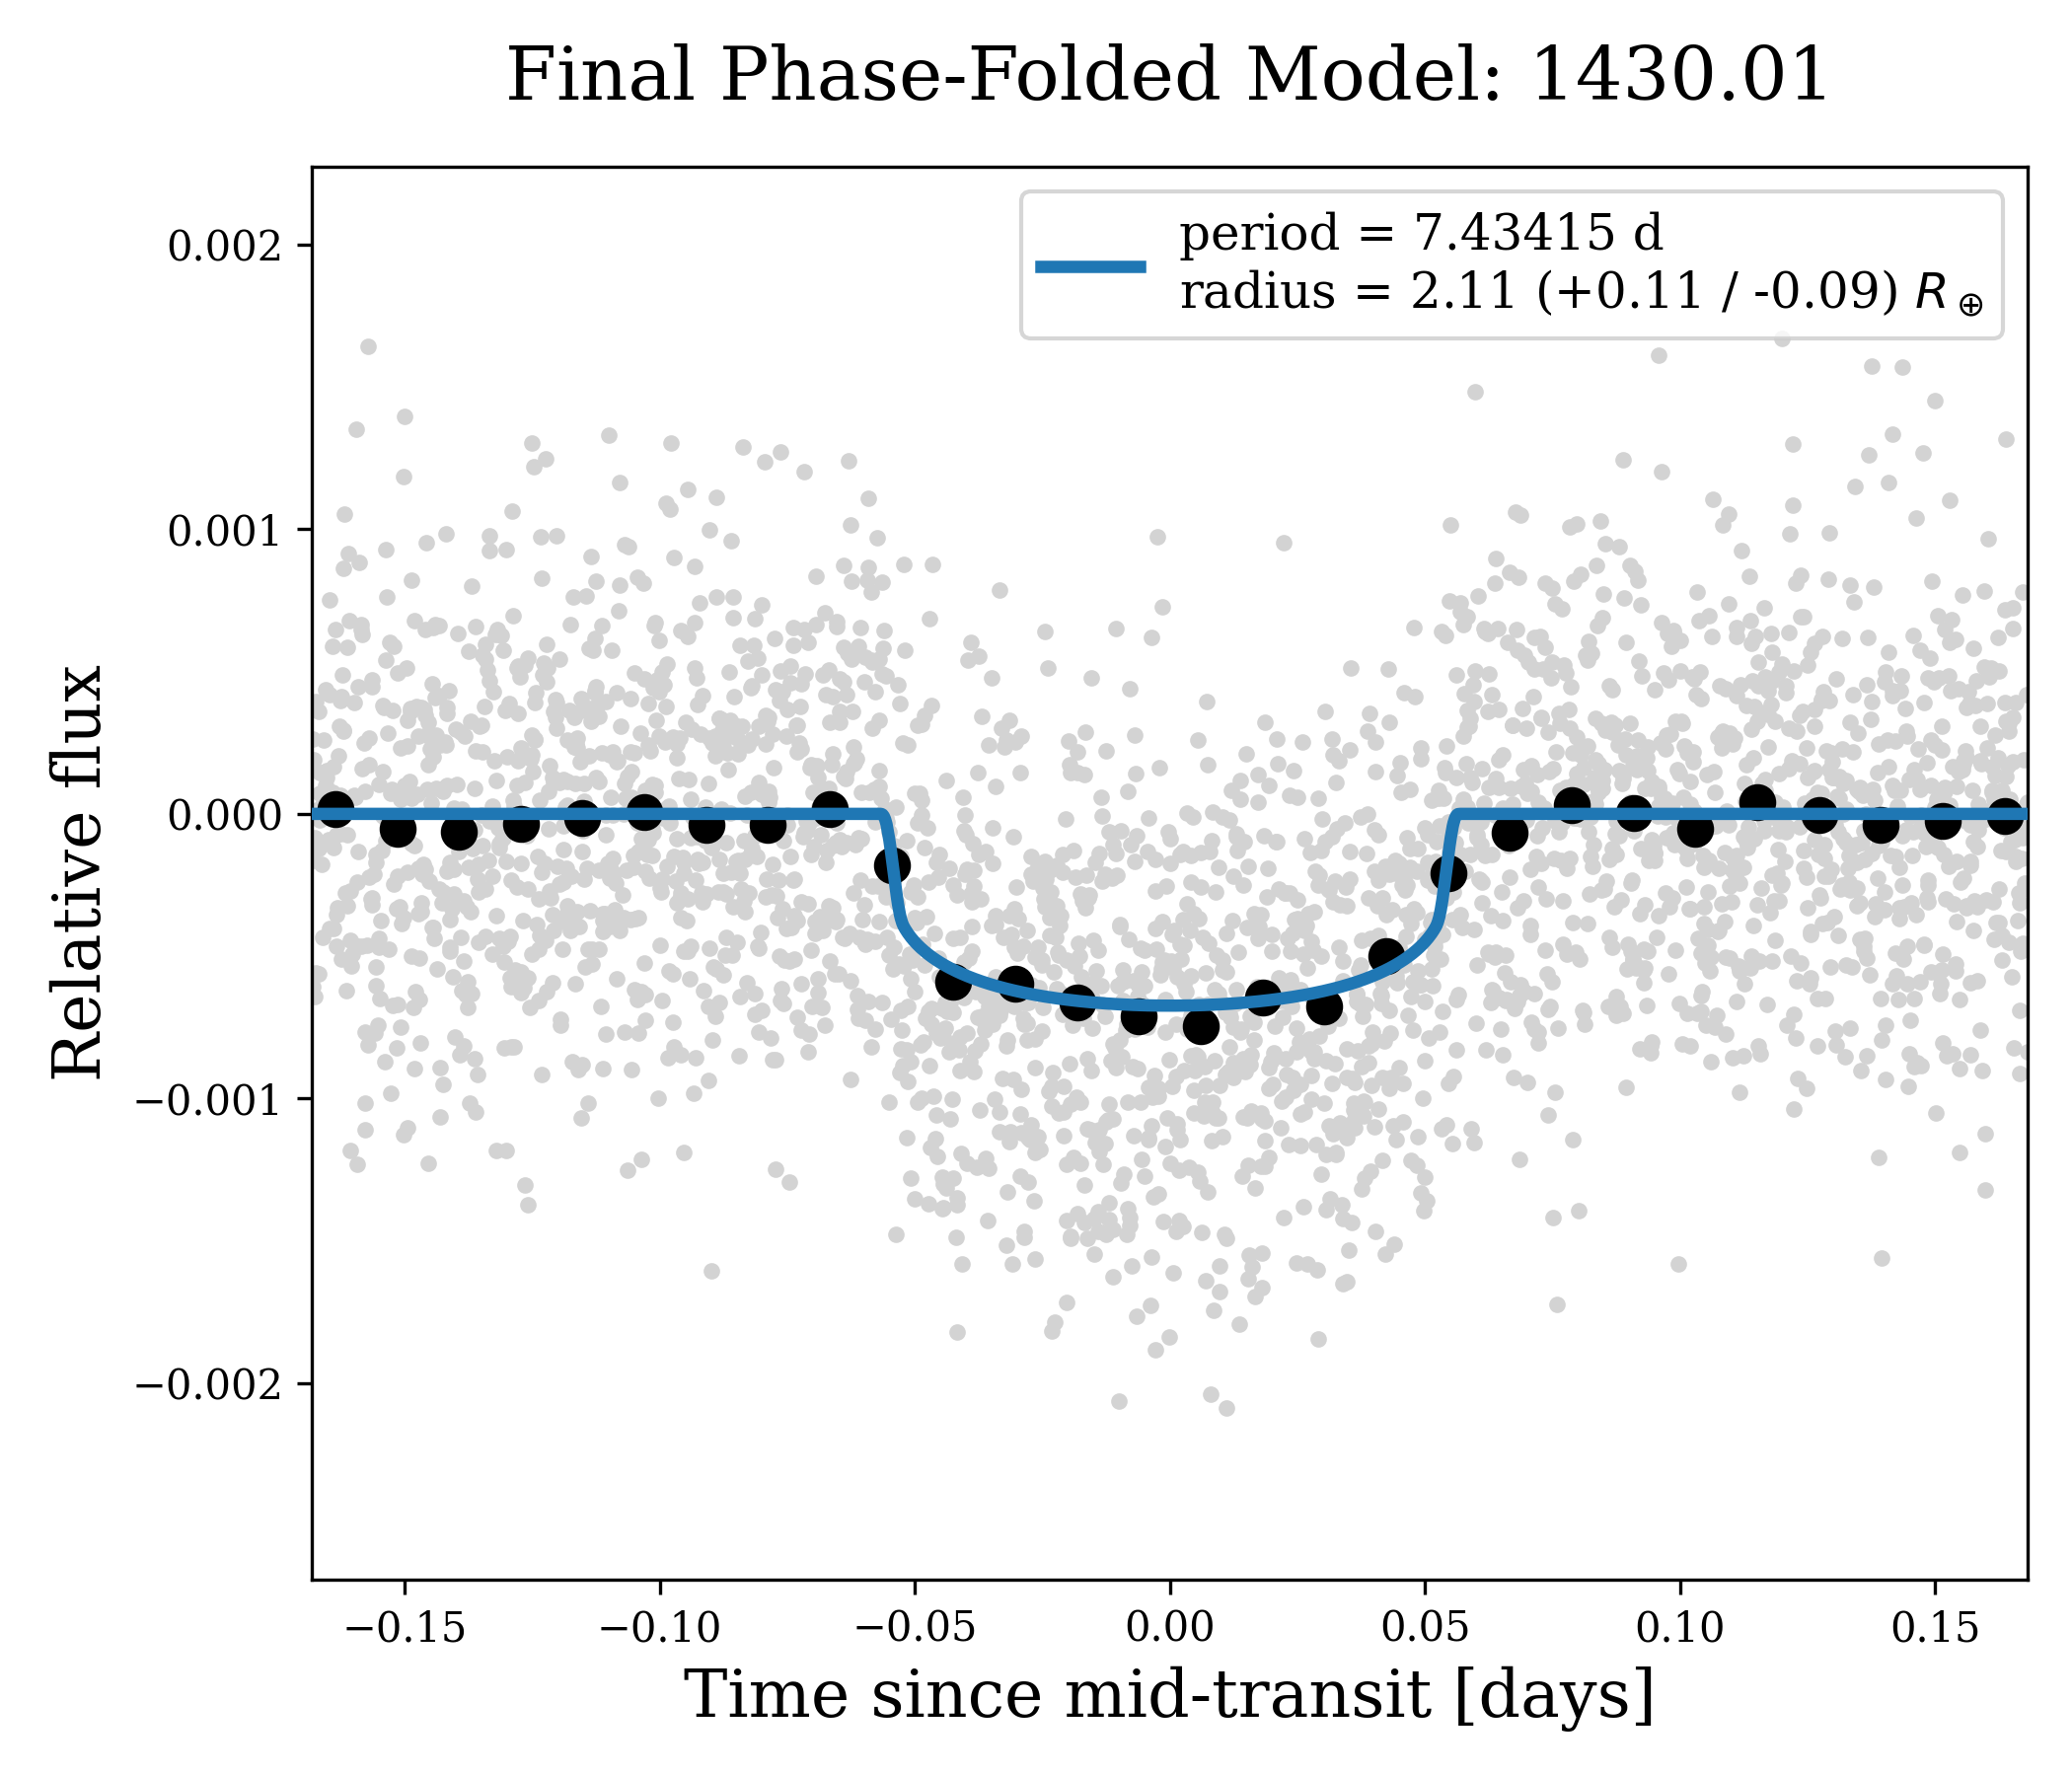 Final Phase-Folded Model: 1430.01
period = 7.43415 d
radius = 2.11 (+0.11 / -0.09) R⊕
0.002
0.001
0.000
−0.001
−0.002
Relative flux
−0.15 −0.10 −0.05 0.00 0.05 0.10 0.15
Time since mid-transit [days]